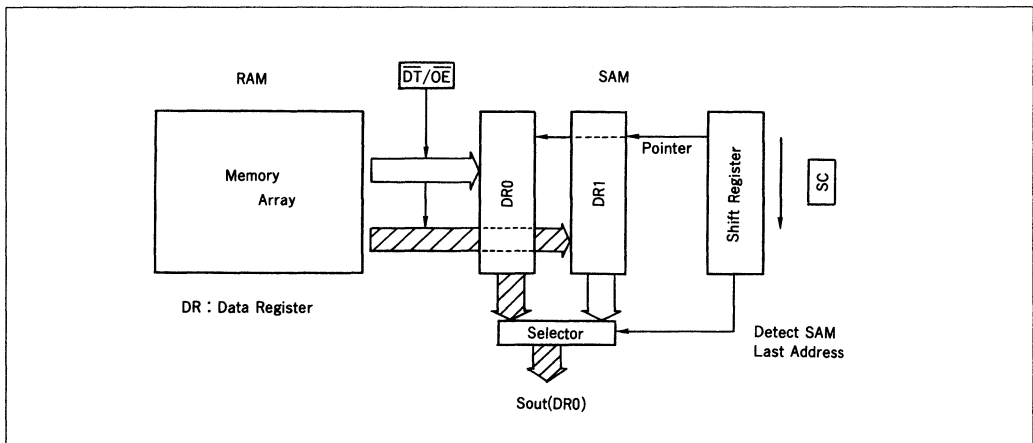 RAM
DT/OE
SAM
Memory
Array
DR0
DR1
Pointer
Shift Register
SC
DR : Data Register
Selector
Detect SAM
Last Address
Sout(DR0)